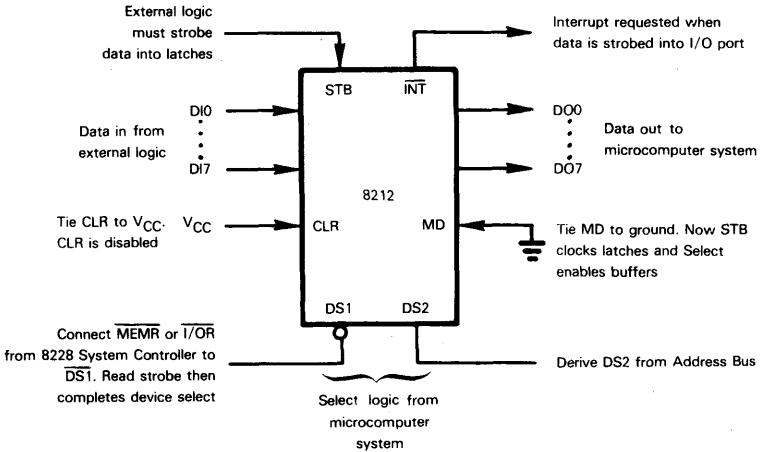 External logic
must strobe
data into latches
Interrupt requested when
data is strobed into I/O port
STB
INT
DI0
DI7
Data in from
external logic
DO0
DO7
Data out to
microcomputer system
8212
Tie CLR to VCC.
CLR is disabled
VCC
CLR
MD
Tie MD to ground. Now STB
clocks latches and Select
enables buffers
DS1
DS2
Connect MEMR or I/OR
from 8228 System Controller to
DS1. Read strobe then
completes device select
Derive DS2 from Address Bus
Select logic from
microcomputer
system